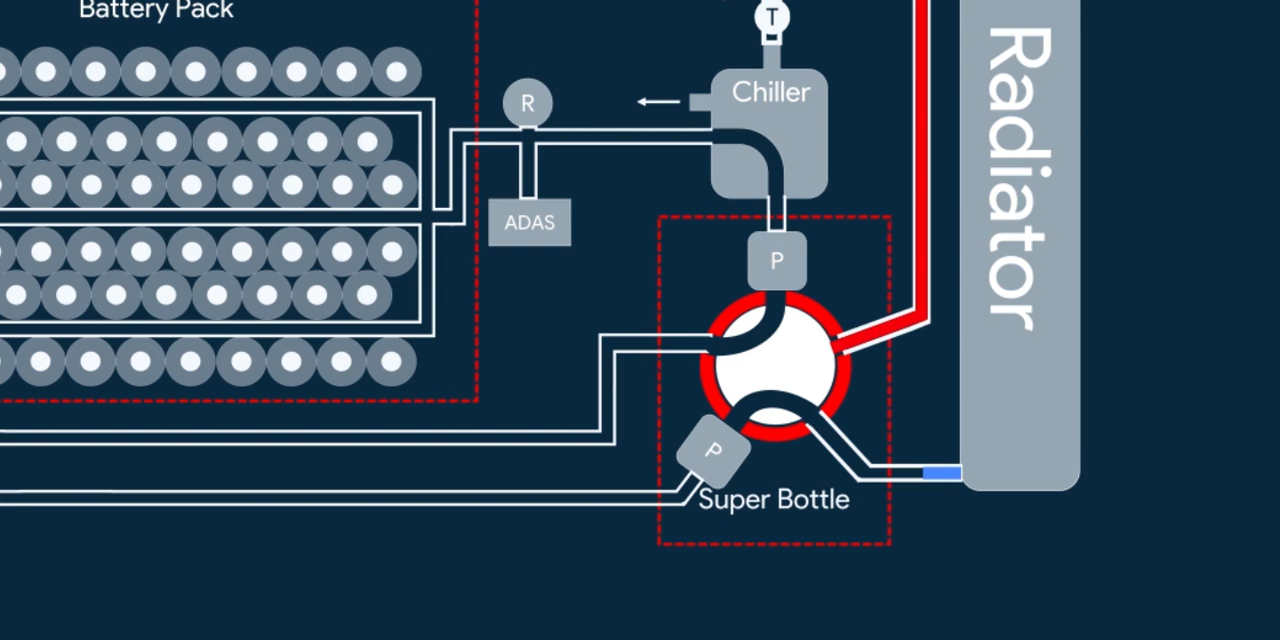 Battery Pack
T
Chiller
R
ADAS
P
P
Super Bottle
Radiator